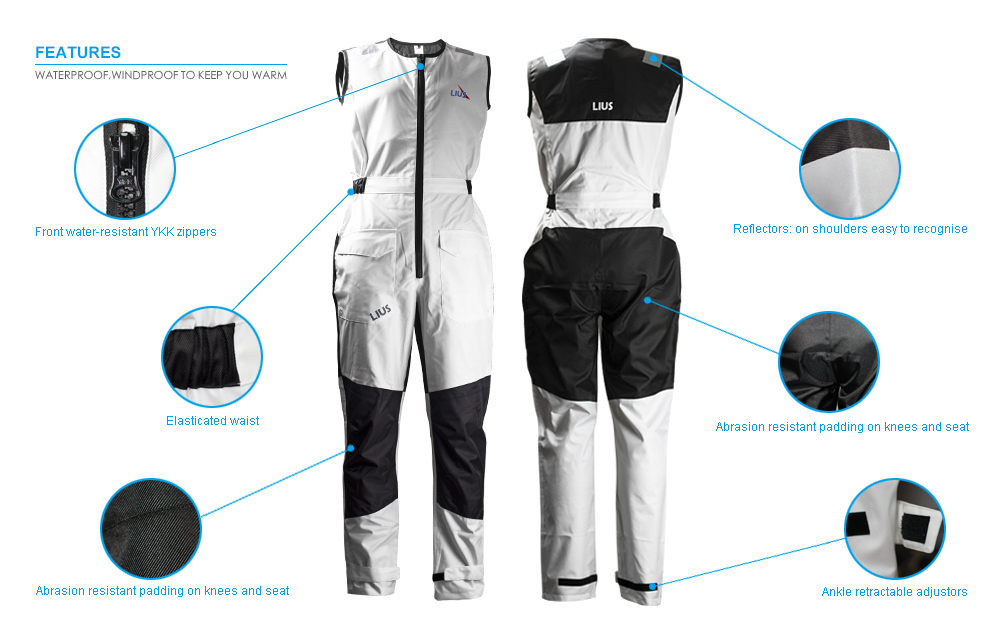 FEATURES
WATERPROOF,WINDPROOF TO KEEP YOU WARM
LIUS
LIUS
Front water-resistant YKK zippers
Reflectors: on shoulders easy to recognise
LIUS
Elasticated waist
Abrasion resistant padding on knees and seat
Abrasion resistant padding on knees and seat
Ankle retractable adjustors